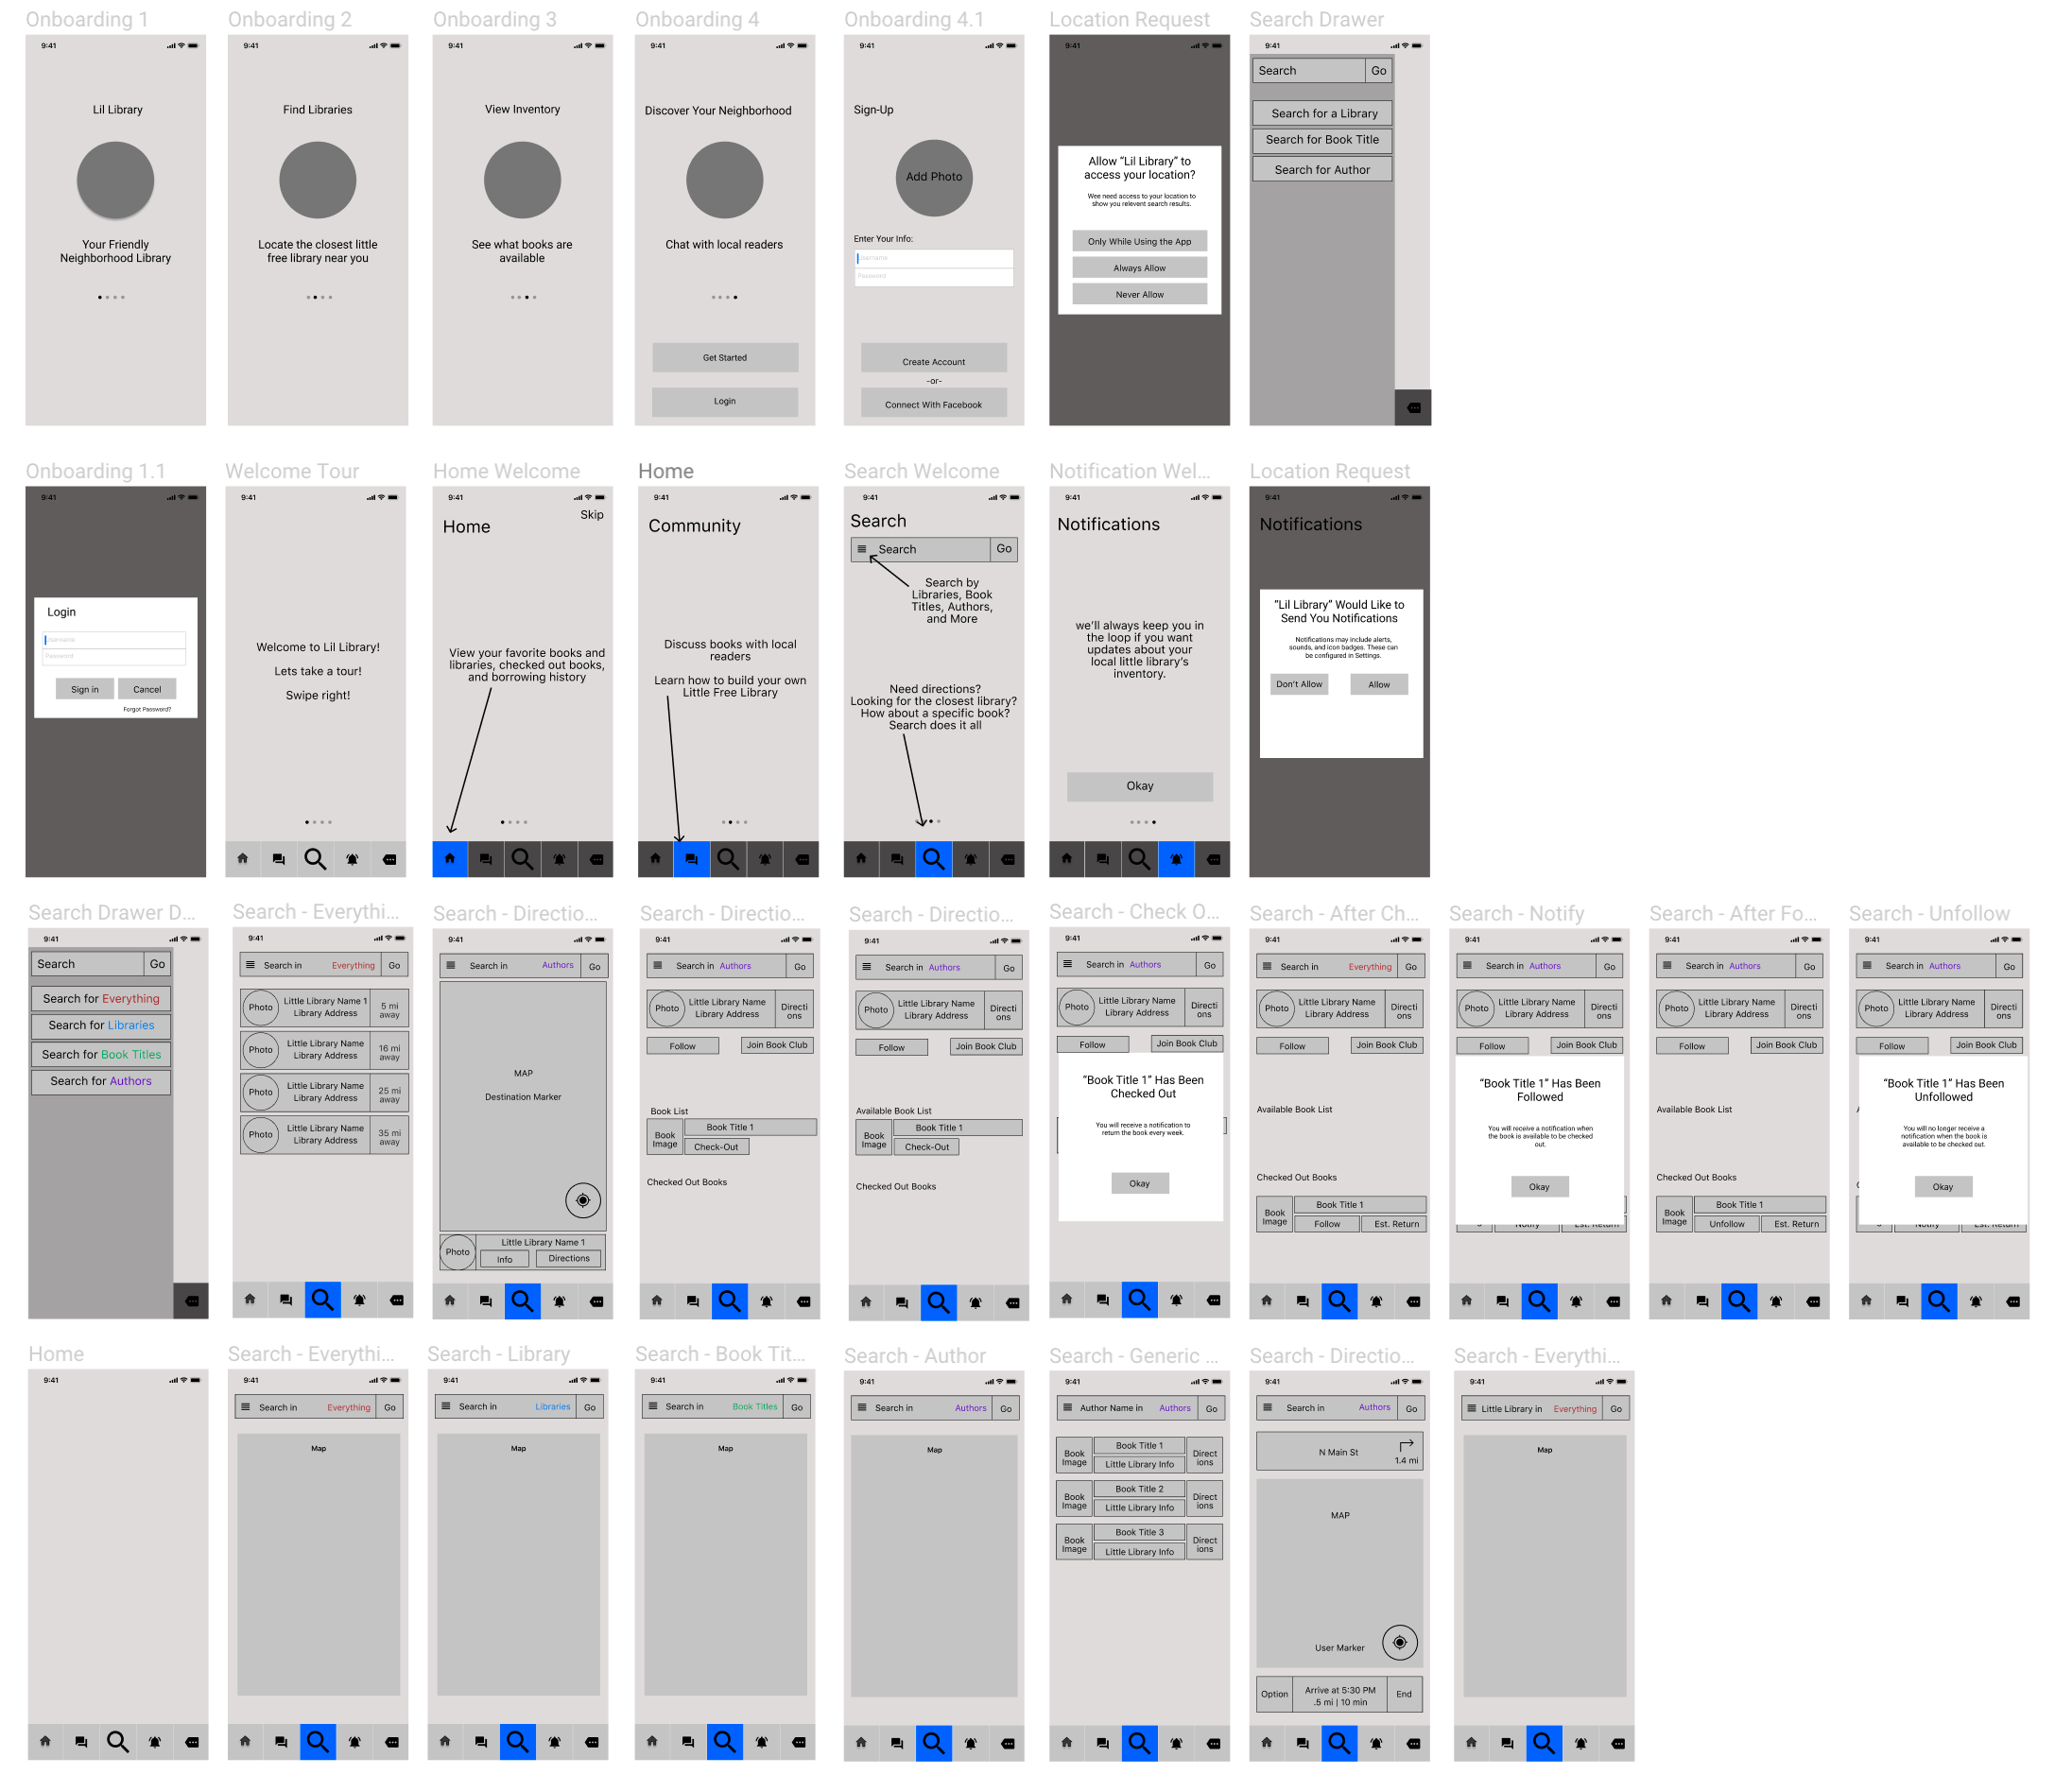 Onboarding 1
9:41
Lil Library
Your Friendly
Neighborhood Library
Onboarding 2
9:41
Find Libraries
Locate the closest little
free library near you
Onboarding 3
9:41
View Inventory
See what books are
available
Onboarding 4
9:41
Discover Your Neighborhood
Chat with local readers
Get Started
Login
Onboarding 4.1
9:41
Sign-Up
Add Photo
Enter Your Info:
username
Password
Create Account
-or-
Connect With Facebook
Location Request
9:41
Allow “Lil Library” to
access your location?
Wee need access to your location to
show you relevent search results.
Only While Using the App
Always Allow
Never Allow
Search Drawer
9:41
Search Go
Search for a Library
Search for Book Title
Search for Author
Onboarding 1.1
9:41
Login
username
Password
Sign in Cancel
Forgot Password?
Welcome Tour
9:41
Welcome to Lil Library!
Lets take a tour!
Swipe right!
Home Welcome
9:41
Skip
Home
View your favorite books and
libraries, checked out books,
and borrowing history
Home
9:41
Community
Discuss books with local
readers
Learn how to build your own
Little Free Library
Search Welcome
9:41
Search
Search Go
Search by
Libraries, Book
Titles, Authors,
and More
Need directions?
Looking for the closest library?
How about a specific book?
Search does it all
Notification Wel...
9:41
Notifications
we’ll always keep you in
the loop if you want
updates about your
local little library’s
inventory.
Okay
Location Request
9:41
Notifications
“Lil Library” Would Like to
Send You Notifications
Notifications may include alerts,
sounds, and icon badges. These can
be configured in Settings.
Don’t Allow Allow
Search Drawer D...
9:41
Search Go
Search for Everything
Search for Libraries
Search for Book Titles
Search for Authors
Search - Everythi...
9:41
Search in Everything Go
Photo
Little Library Name 1
Library Address
5 mi
away
Photo
Little Library Name
Library Address
16 mi
away
Photo
Little Library Name
Library Address
25 mi
away
Photo
Little Library Name
Library Address
35 mi
away
Search - Directio...
9:41
Search in Authors Go
MAP
Destination Marker
Photo
Little Library Name 1
Info Directions
Search - Directio...
9:41
Search in Authors Go
Photo
Little Library Name
Library Address
Directi
ons
Follow Join Book Club
Book List
Book
Image
Book Title 1
Check-Out
Checked Out Books
Search - Directio...
9:41
Search in Authors Go
Photo
Little Library Name
Library Address
Directi
ons
Follow Join Book Club
Available Book List
Book
Image
Book Title 1
Check-Out
Checked Out Books
Search - Check O...
9:41
Search in Authors Go
Photo
Little Library Name
Library Address
Directi
ons
Follow Join Book Club
“Book Title 1” Has Been
Checked Out
You will receive a notification to
return the book every week.
Okay
Search - After Ch...
9:41
Search in Everything Go
Photo
Little Library Name
Library Address
Directi
ons
Follow Join Book Club
Available Book List
Checked Out Books
Book
Image
Book Title 1
Follow Est. Return
Search - Notify
9:41
Search in Authors Go
Photo
Little Library Name
Library Address
Directi
ons
Follow Join Book Club
“Book Title 1” Has Been
Followed
You will receive a notification when
the book is available to be checked
out.
Okay
Notify Est. Return
Search - After Fo...
9:41
Search in Authors Go
Photo
Little Library Name
Library Address
Directi
ons
Follow Join Book Club
Available Book List
Checked Out Books
Book
Image
Book Title 1
Unfollow Est. Return
Search - Unfollow
9:41
Search in Authors Go
Photo
Little Library Name
Library Address
Directi
ons
Follow Join Book Club
“Book Title 1” Has Been
Unfollowed
You will no longer receive a
notification when the book is
available to be checked out.
Okay
Notify Est. Return
Home
9:41
Search - Everythi...
9:41
Search in Everything Go
Map
Search - Library
9:41
Search in Libraries Go
Map
Search - Book Tit...
9:41
Search in Book Titles Go
Map
Search - Author
9:41
Search in Authors Go
Map
Search - Generic ...
9:41
Author Name in Authors Go
Book
Image
Book Title 1
Little Library Info
Direct
ions
Book
Image
Book Title 2
Little Library Info
Direct
ions
Book
Image
Book Title 3
Little Library Info
Direct
ions
Search - Directio...
9:41
Search in Authors Go
N Main St
1.4 mi
MAP
User Marker
Option
Arrive at 5:30 PM
.5 mi | 10 min
End
Search - Everythi...
9:41
Little Library in Everything Go
Map